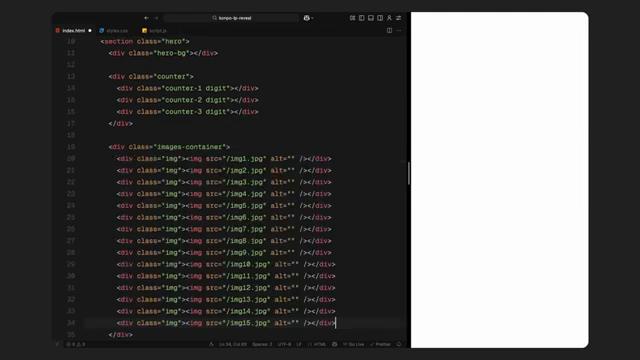 konpo-lp-reveal
index.html
styles.css
script.js
10 <section class="hero">
11 <div class="hero-bg"></div>
12
13 <div class="counter">
14 <div class="counter-1 digit"></div>
15 <div class="counter-2 digit"></div>
16 <div class="counter-3 digit"></div>
17 </div>
18
19 <div class="images-container">
20 <div class="img"><img src="/img1.jpg" alt="" /></div>
21 <div class="img"><img src="/img2.jpg" alt="" /></div>
22 <div class="img"><img src="/img3.jpg" alt="" /></div>
23 <div class="img"><img src="/img4.jpg" alt="" /></div>
24 <div class="img"><img src="/img5.jpg" alt="" /></div>
25 <div class="img"><img src="/img6.jpg" alt="" /></div>
26 <div class="img"><img src="/img7.jpg" alt="" /></div>
27 <div class="img"><img src="/img8.jpg" alt="" /></div>
28 <div class="img"><img src="/img9.jpg" alt="" /></div>
29 <div class="img"><img src="/img10.jpg" alt="" /></div>
30 <div class="img"><img src="/img11.jpg" alt="" /></div>
31 <div class="img"><img src="/img12.jpg" alt="" /></div>
32 <div class="img"><img src="/img13.jpg" alt="" /></div>
33 <div class="img"><img src="/img14.jpg" alt="" /></div>
34 <div class="img"><img src="/img15.jpg" alt="" /></div>
35 </div>
Ln 34, Col 63 Spaces: 2 UTF-8 LF HTML Go Live Prettier